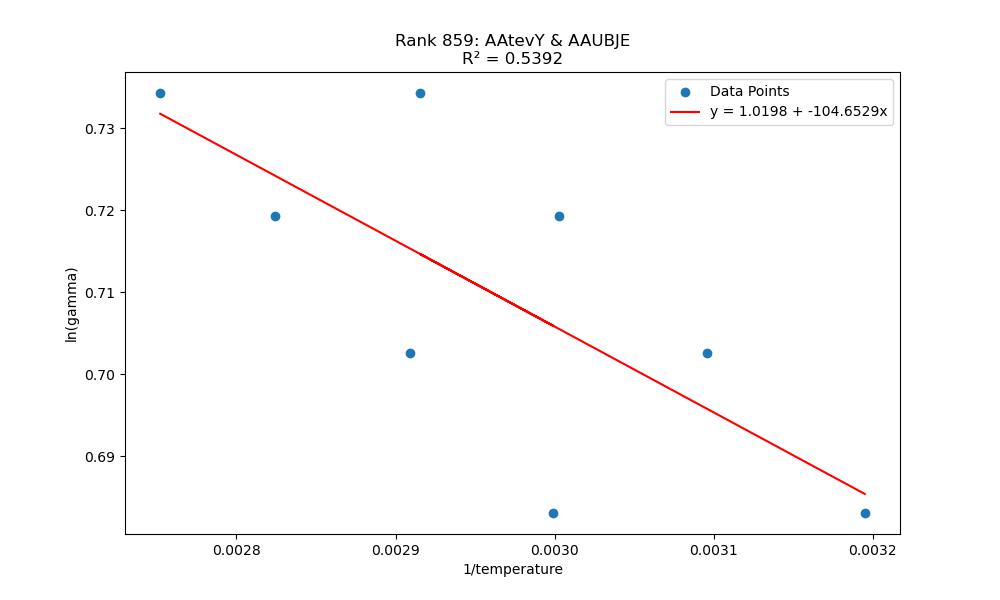 Rank 859: AAtevY & AAUBJE
R² = 0.5392
Data Points
y = 1.0198 + -104.6529x
0.73
0.72
0.71
0.70
0.69
ln(gamma)
0.0028
0.0029
0.0030
0.0031
0.0032
1/temperature